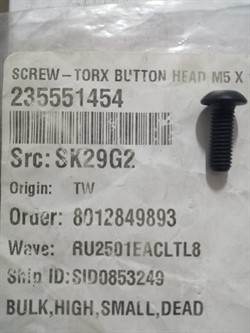 SCREW-TORX BUTTON HEAD M5 X
235551454
Src: SK29G2
Origin: TW
Order: 8012849893
Wave: RU2501EACLTL8
Ship ID:SID0853249
BULK,HIGH,SMALL,DEAD